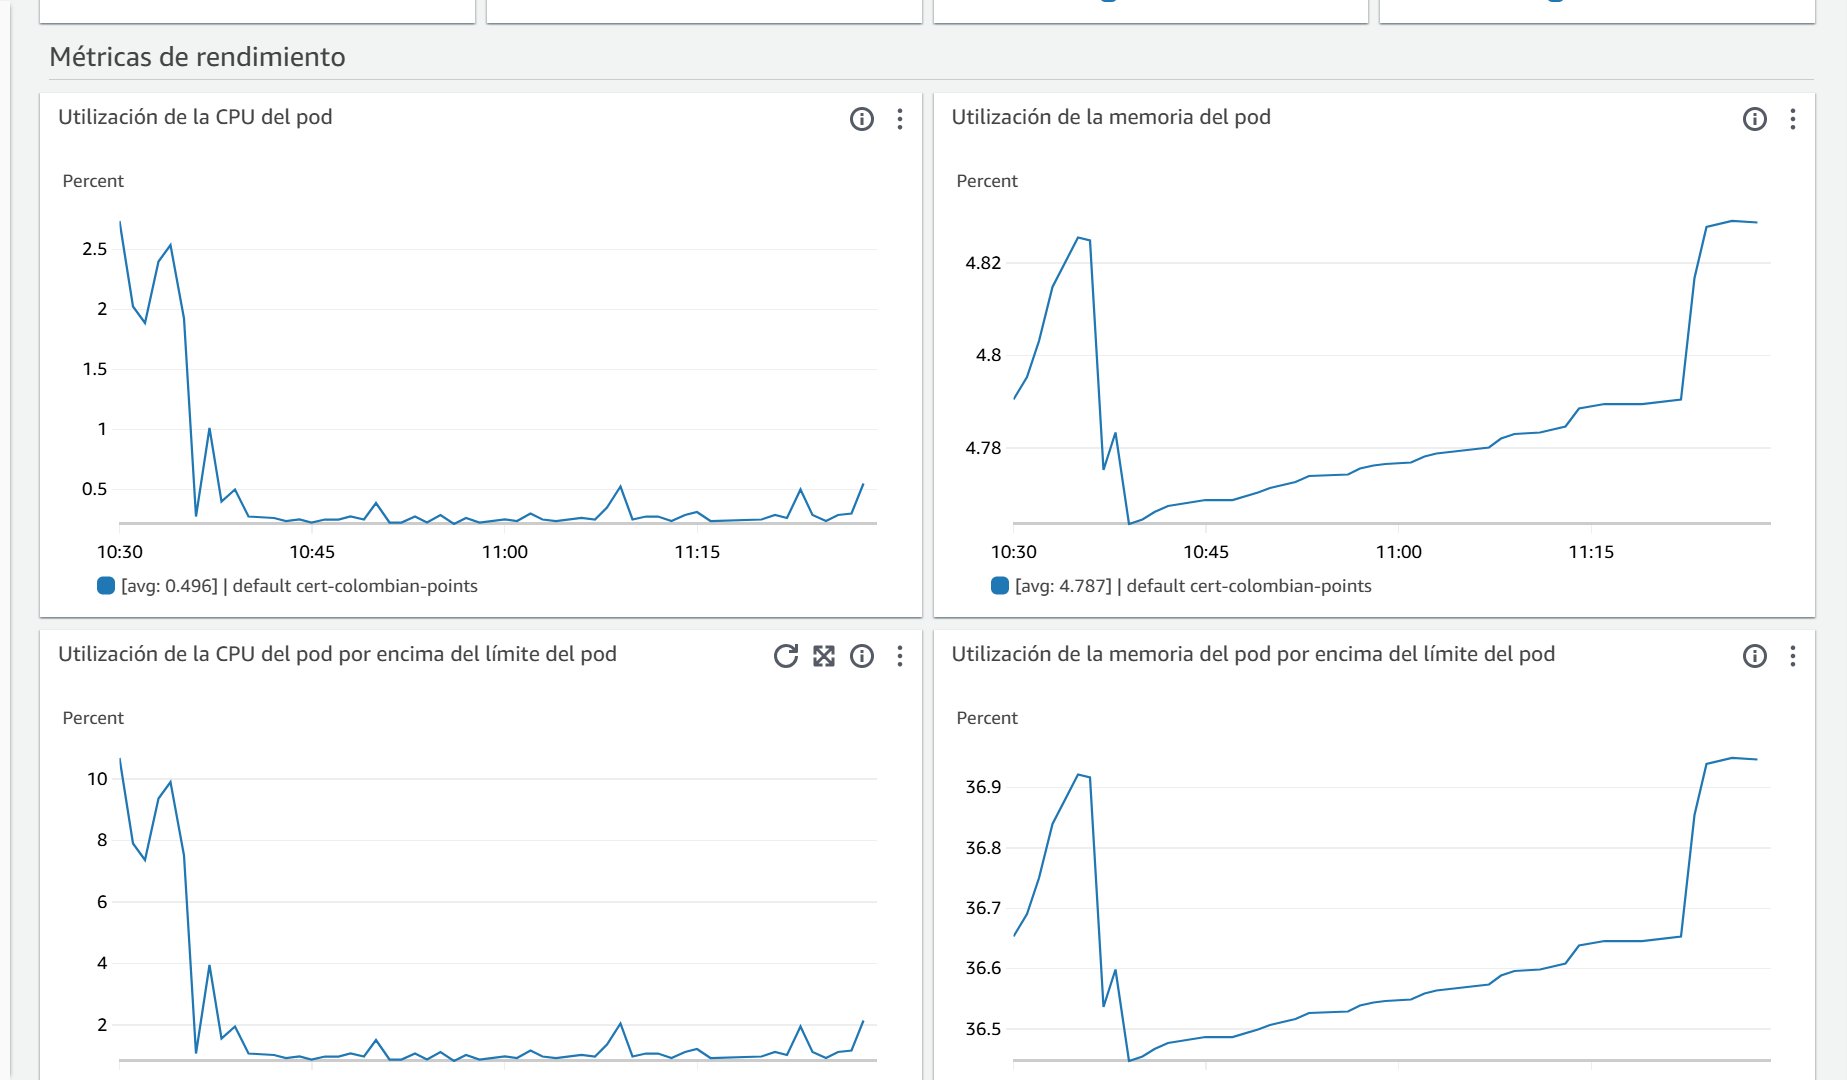 Métricas de rendimiento
Utilización de la CPU del pod
Percent
2.5
2
1.5
1
0.5
10:30
10:45
11:00
11:15
[avg: 0.496] | default cert-colombian-points
Utilización de la memoria del pod
Percent
4.82
4.8
4.78
10:30
10:45
11:00
11:15
[avg: 4.787] | default cert-colombian-points
Utilización de la CPU del pod por encima del límite del pod
Percent
10
8
6
4
2
Utilización de la memoria del pod por encima del límite del pod
Percent
36.9
36.8
36.7
36.6
36.5